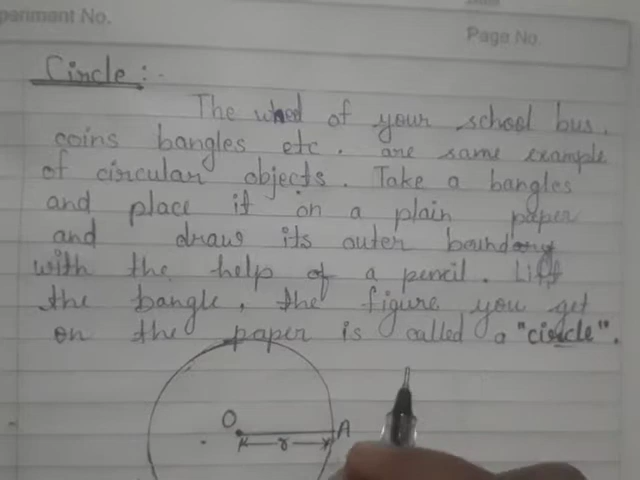 periment No.
Page No.
Circle :-
The wheel of your school bus,
coins bangles etc. are same example
of circular objects. Take a bangles
and place it on a plain paper
and draw its outer boundary
with the help of a pencil. Lift
the bangle, the figure you get
on the paper is called a "circle".
O A
r